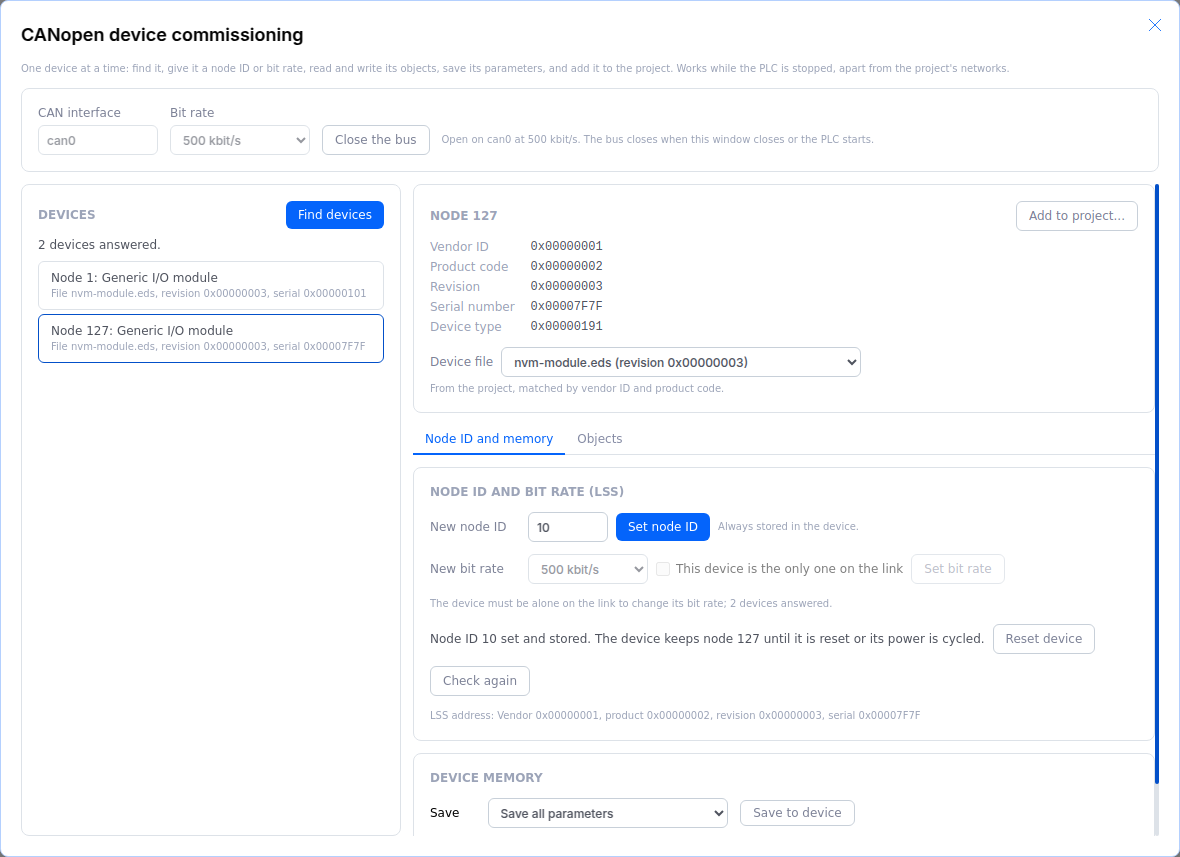 CANopen device commissioning
One device at a time: find it, give it a node ID or bit rate, read and write its objects, save its parameters, and add it to the project. Works while the PLC is stopped, apart from the project's networks.
CAN interface
Bit rate
can0
500 kbit/s
Close the bus
Open on can0 at 500 kbit/s. The bus closes when this window closes or the PLC starts.
DEVICES
Find devices
2 devices answered.
Node 1: Generic I/O module
File nvm-module.eds, revision 0x00000003, serial 0x00000101
Node 127: Generic I/O module
File nvm-module.eds, revision 0x00000003, serial 0x00007F7F
NODE 127
Add to project...
Vendor ID 0x00000001
Product code 0x00000002
Revision 0x00000003
Serial number 0x00007F7F
Device type 0x00000191
Device file nvm-module.eds (revision 0x00000003)
From the project, matched by vendor ID and product code.
Node ID and memory
Objects
NODE ID AND BIT RATE (LSS)
New node ID 10 Set node ID Always stored in the device.
New bit rate 500 kbit/s This device is the only one on the link Set bit rate
The device must be alone on the link to change its bit rate; 2 devices answered.
Node ID 10 set and stored. The device keeps node 127 until it is reset or its power is cycled. Reset device
Check again
LSS address: Vendor 0x00000001, product 0x00000002, revision 0x00000003, serial 0x00007F7F
DEVICE MEMORY
Save Save all parameters Save to device